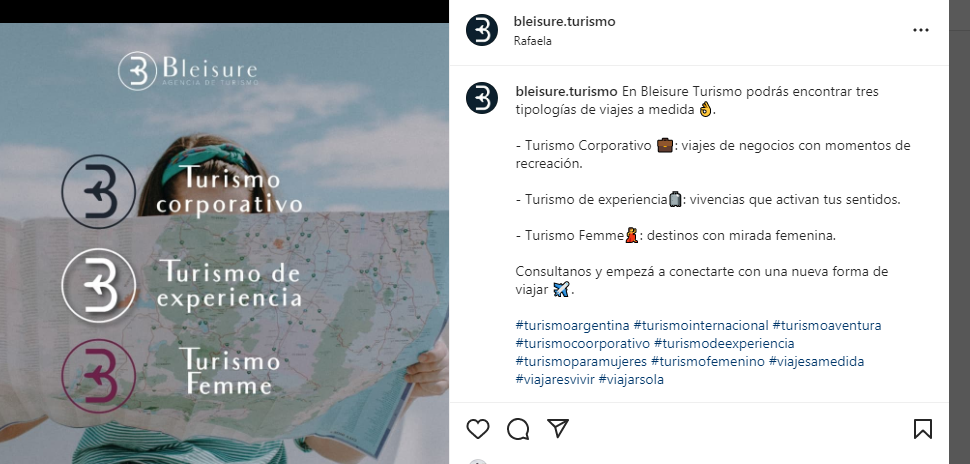 Bleisure
AGENCIA DE TURISMO
Turismo
corporativo
Turismo de
experiencia
Turismo
Femme
bleisure.turismo
Rafaela
bleisure.turismo En Bleisure Turismo podrás encontrar tres
tipologías de viajes a medida 👌.
- Turismo Corporativo 💼: viajes de negocios con momentos de
recreación.
- Turismo de experiencia🧳: vivencias que activan tus sentidos.
- Turismo Femme💃: destinos con mirada femenina.
Consultanos y empezá a conectarte con una nueva forma de
viajar ✈️.
#turismoargentina #turismointernacional #turismoaventura
#turismocoorporativo #turismodeexperiencia
#turismoparamujeres #turismofemenino #viajesamedida
#viajaresvivir #viajarsola